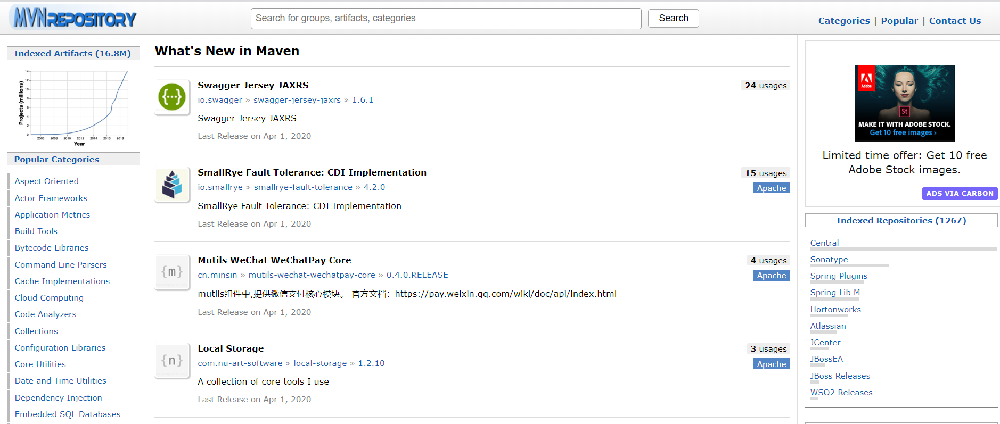 MVNREPOSITORY
Search for groups, artifacts, categories
Search
Categories | Popular | Contact Us
Indexed Artifacts (16.8M)
Projects (millions)
14
12
10
8
6
4
2
0
2006 2008 2010 2012 2014 2016 2018
Year
Popular Categories
Aspect Oriented
Actor Frameworks
Application Metrics
Build Tools
Bytecode Libraries
Command Line Parsers
Cache Implementations
Cloud Computing
Code Analyzers
Collections
Configuration Libraries
Core Utilities
Date and Time Utilities
Dependency Injection
Embedded SQL Databases
What's New in Maven
Swagger Jersey JAXRS
24 usages
io.swagger » swagger-jersey-jaxrs » 1.6.1
Swagger Jersey JAXRS
Last Release on Apr 1, 2020
SmallRye Fault Tolerance: CDI Implementation
15 usages
io.smallrye » smallrye-fault-tolerance » 4.2.0
Apache
SmallRye Fault Tolerance: CDI Implementation
Last Release on Apr 1, 2020
{m}
Mutils WeChat WeChatPay Core
4 usages
cn.minsin » mutils-wechat-wechatpay-core » 0.4.0.RELEASE
Apache
mutils组件中,提供微信支付核心模块。 官方文档：https://pay.weixin.qq.com/wiki/doc/api/index.html
Last Release on Apr 1, 2020
{n}
Local Storage
3 usages
com.nu-art-software » local-storage » 1.2.10
Apache
A collection of core tools I use
Last Release on Apr 1, 2020
Adobe
St
MAKE IT WITH ADOBE STOCK.
Get 10 free images ›
Limited time offer: Get 10 free
Adobe Stock images.
ADS VIA CARBON
Indexed Repositories (1267)
Central
Sonatype
Spring Plugins
Spring Lib M
Hortonworks
Atlassian
JCenter
JBossEA
JBoss Releases
WSO2 Releases